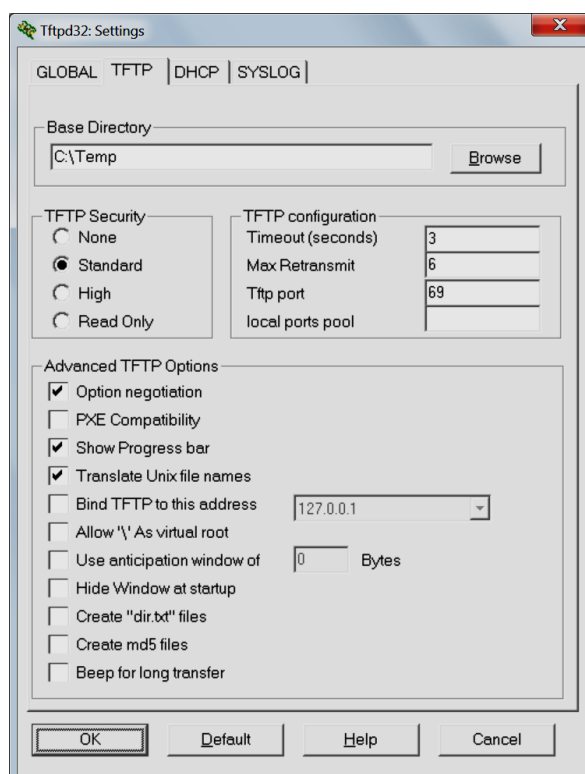 Tftpd32: Settings
GLOBAL TFTP DHCP SYSLOG
Base Directory
C:\Temp
Browse
TFTP Security
None
Standard
High
Read Only
TFTP configuration
Timeout (seconds) 3
Max Retransmit 6
Tftp port 69
local ports pool
Advanced TFTP Options
Option negotiation
PXE Compatibility
Show Progress bar
Translate Unix file names
Bind TFTP to this address 127.0.0.1
Allow '\' As virtual root
Use anticipation window of 0 Bytes
Hide Window at startup
Create "dir.txt" files
Create md5 files
Beep for long transfer
OK Default Help Cancel